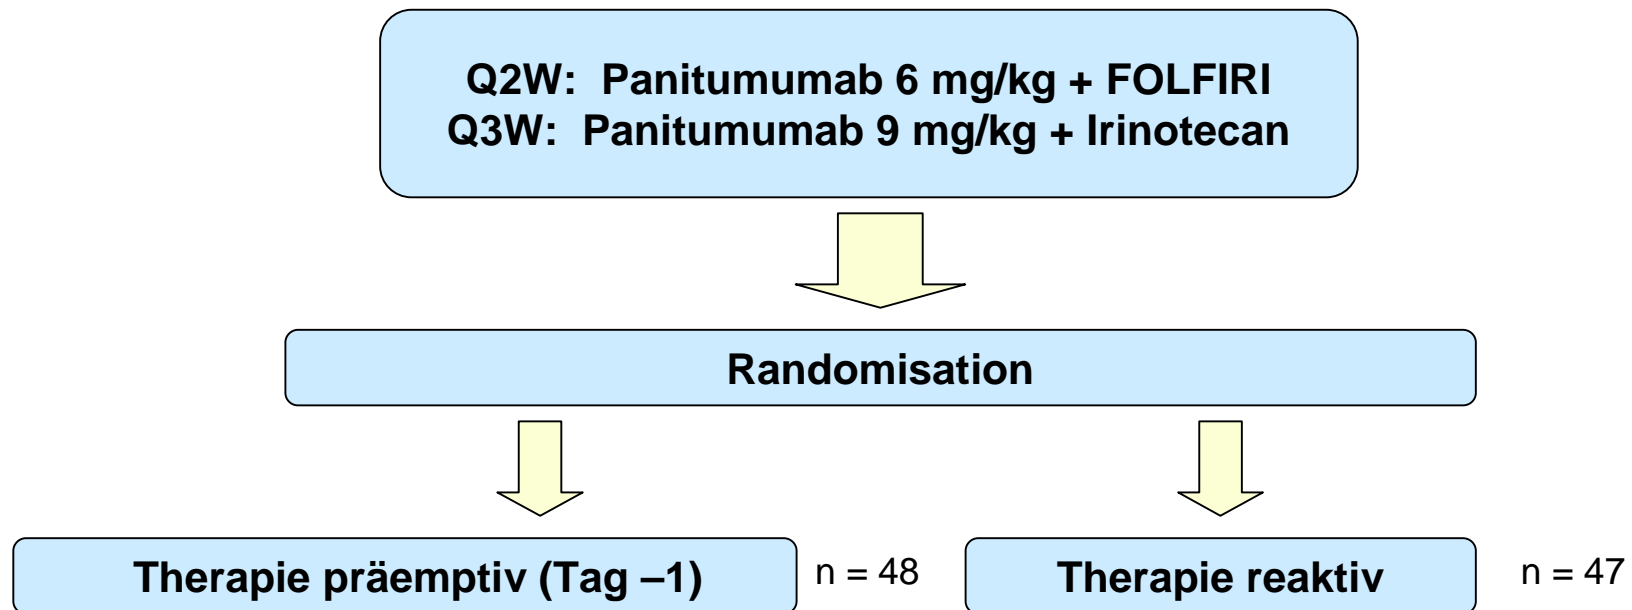 Q2W: Panitumumab 6 mg/kg + FOLFIRI
Q3W: Panitumumab 9 mg/kg + Irinotecan
Randomisation
Therapie präemptiv (Tag –1)
n = 48
Therapie reaktiv
n = 47